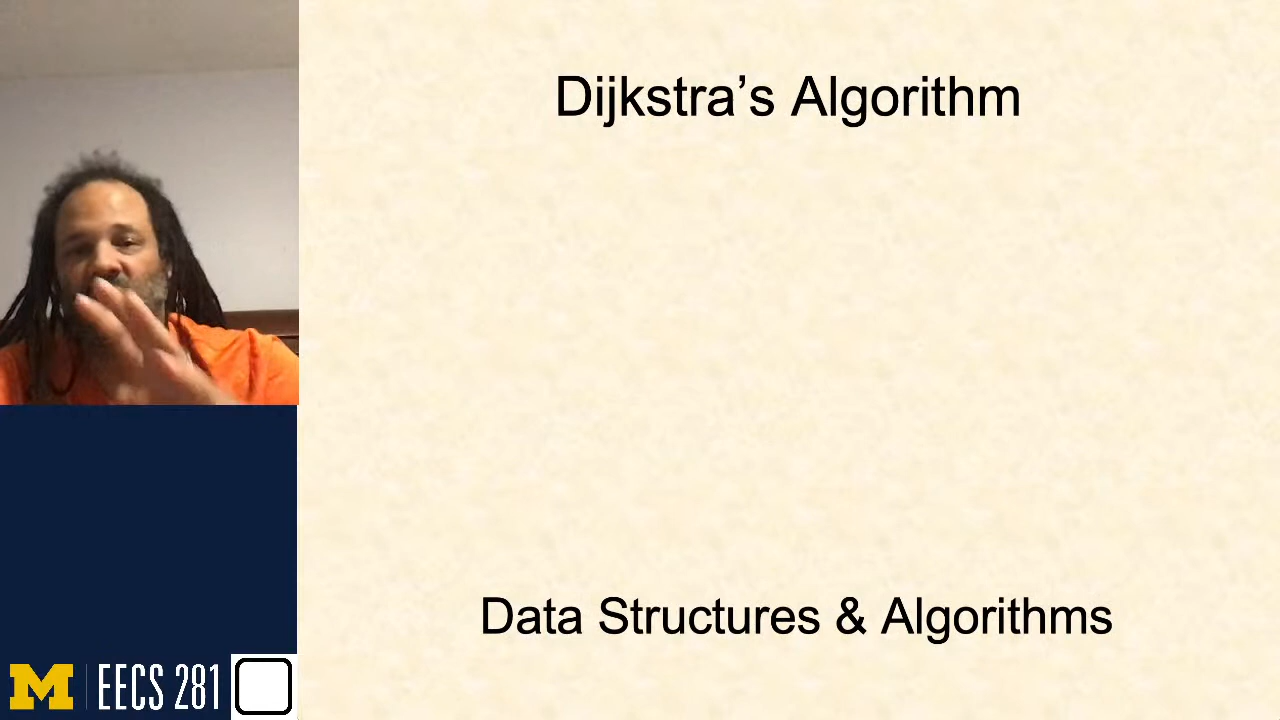 Dijkstra’s Algorithm
Data Structures & Algorithms
M | EECS 281